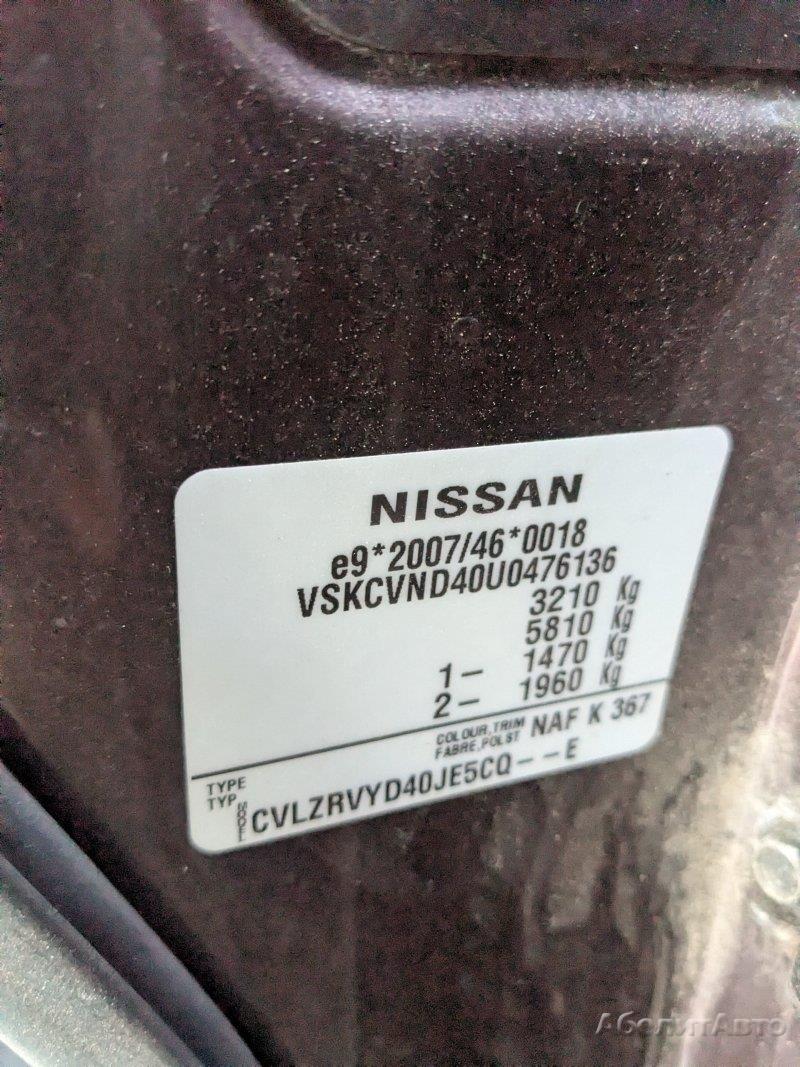 NISSAN
e9*2007/46*0018
VSKCVND40U0476136
3210 Kg
5810 Kg
1- 1470 Kg
2- 1960 Kg
COLOUR,TRIM NAF K 367
FABRE,POLST
TYPE
TYP
MODEL CVLZRVYD40JE5CQ--E
АболитАвто